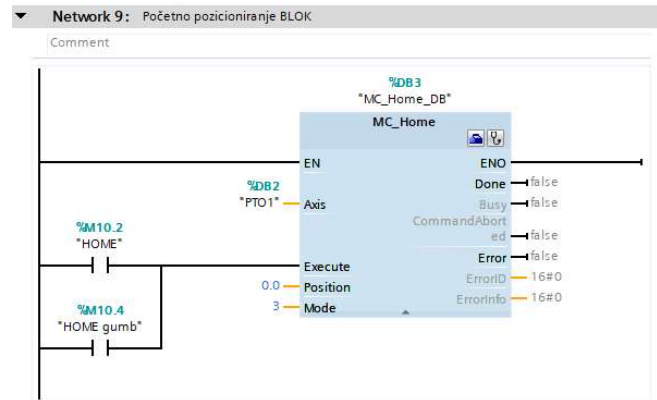 Network 9: Početno pozicioniranje BLOK
Comment
%DB3
"MC_Home_DB"
MC_Home
EN ENO
%DB2
"PTO1" Axis
Done false
Busy false
CommandAbort
ed false
%M10.2
"HOME"
Execute
Error false
0.0 Position
ErrorID 16#0
3 Mode
ErrorInfo 16#0
%M10.4
"HOME gumb"